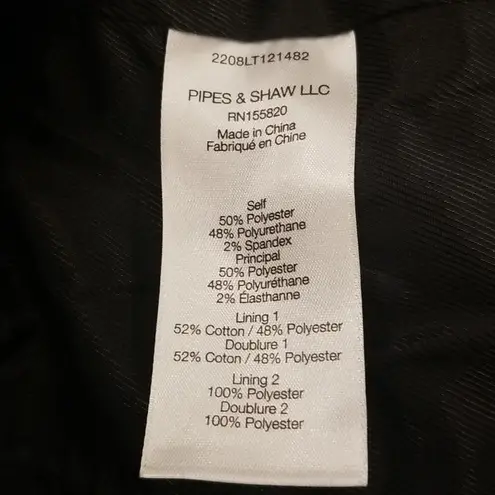 2208LT121482
PIPES & SHAW LLC
RN155820
Made in China
Fabriqué en Chine
Self
50% Polyester
48% Polyurethane
2% Spandex
Principal
50% Polyester
48% Polyuréthane
2% Élasthanne
Lining 1
52% Cotton / 48% Polyester
Doublure 1
52% Coton / 48% Polyester
Lining 2
100% Polyester
Doublure 2
100% Polyester